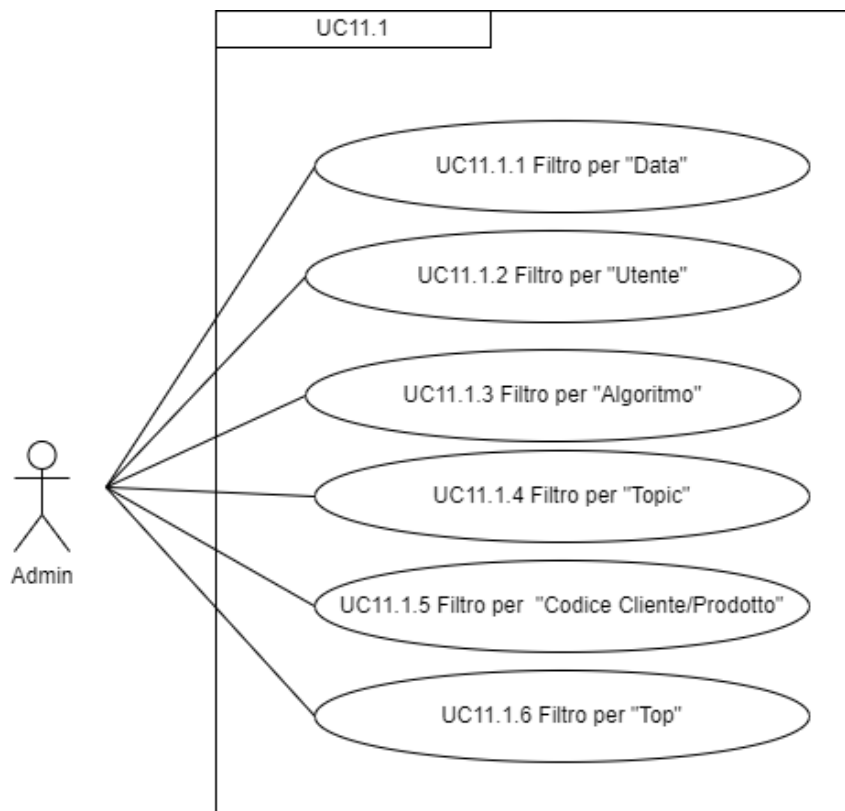 UC11.1
UC11.1.1 Filtro per "Data"
UC11.1.2 Filtro per "Utente"
UC11.1.3 Filtro per "Algoritmo"
UC11.1.4 Filtro per "Topic"
Admin
UC11.1.5 Filtro per  "Codice Cliente/Prodotto"
UC11.1.6 Filtro per "Top"